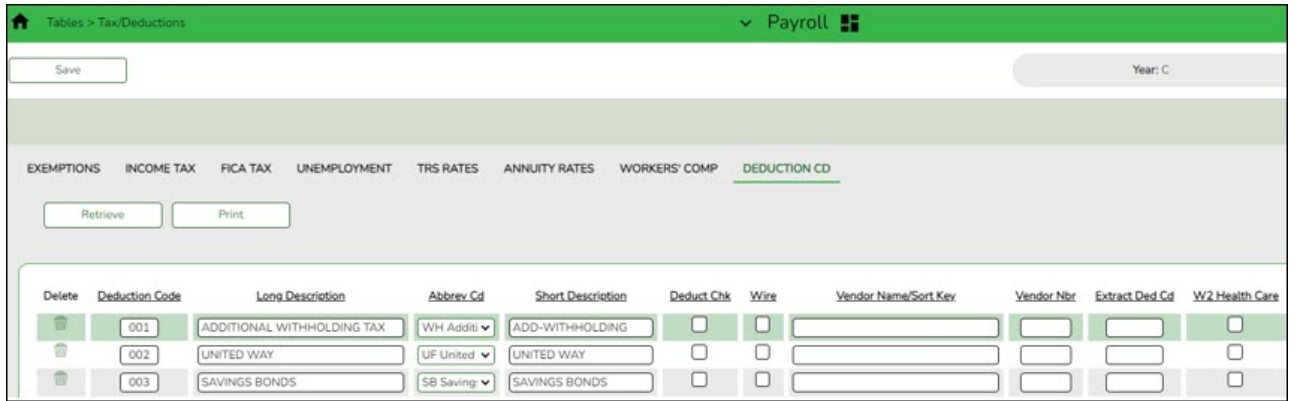 Tables > Tax/Deductions Payroll
Save Year: C
EXEMPTIONS INCOME TAX FICA TAX UNEMPLOYMENT TRS RATES ANNUITY RATES WORKERS' COMP DEDUCTION CD
Retrieve Print
Delete Deduction Code Long Description Abbrev Cd Short Description Deduct Chk Wire Vendor Name/Sort Key Vendor Nbr Extract Ded Cd W2 Health Care
001 ADDITIONAL WITHHOLDING TAX WH Additi ADD-WITHHOLDING
002 UNITED WAY UF United UNITED WAY
003 SAVINGS BONDS SB Saving: SAVINGS BONDS